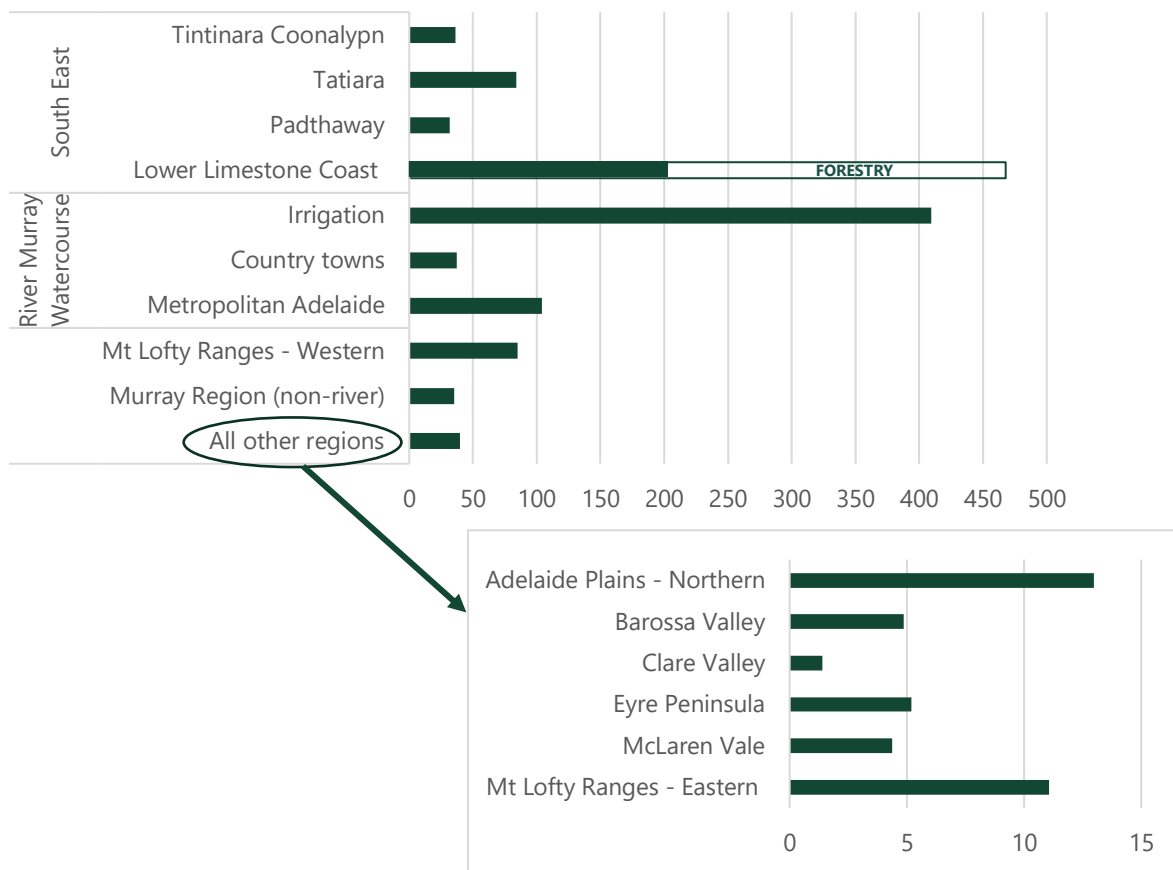 South East
Tintinara Coonalypn
Tatiara
Padthaway
Lower Limestone Coast
FORESTRY
River Murray
Watercourse
Irrigation
Country towns
Metropolitan Adelaide
Mt Lofty Ranges - Western
Murray Region (non-river)
All other regions
0 50 100 150 200 250 300 350 400 450 500
Adelaide Plains - Northern
Barossa Valley
Clare Valley
Eyre Peninsula
McLaren Vale
Mt Lofty Ranges - Eastern
0 5 10 15